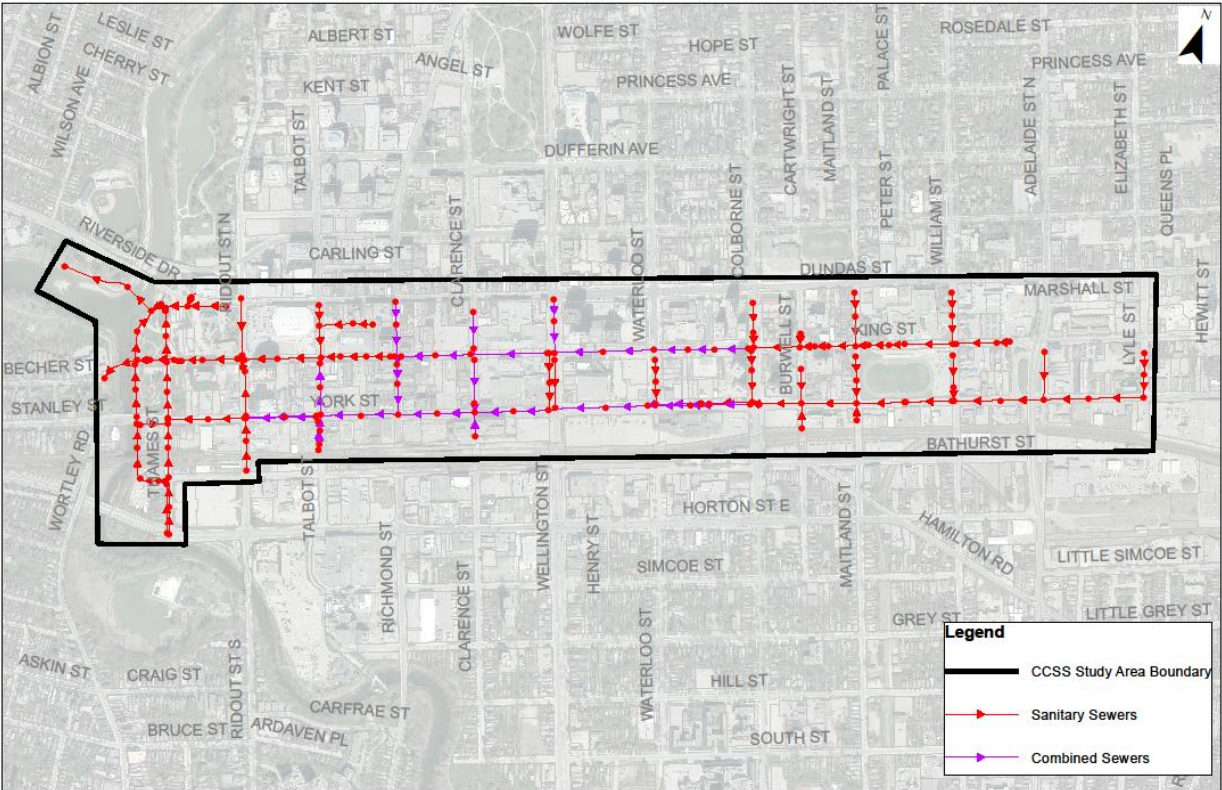 N
ALBION ST
LESLIE ST
CHERRY ST
WILSON AVE
ALBERT ST
KENT ST
ANGEL ST
TALBOT ST
WOLFE ST
HOPE ST
PRINCESS AVE
DUFFERIN AVE
CARTWRIGHT ST
MAITLAND ST
PALACE ST
ROSEDALE ST
PRINCESS AVE
ADELAIDE ST N
ELIZABETH ST
QUEENS PL
PETER ST
WILLIAM ST
COLBORNE ST
WATERLOO ST
CLARENCE ST
CARLING ST
RIDOUT ST N
RIVERSIDE DR
DUNDAS ST
MARSHALL ST
HEWITT ST
LYLE ST
KING ST
BURWELL ST
BECHER ST
STANLEY ST
YORK ST
THAMES ST
WORTLEY RD
BATHURST ST
TALBOT S
RICHMOND ST
CLARENCE ST
WELLINGTON ST
HENRY ST
HORTON ST E
SIMCOE ST
WATERLOO ST
MAITLAND ST
HAMILTON RD
LITTLE SIMCOE ST
GREY ST
LITTLE GREY ST
ASKIN ST
CRAIG ST
BRUCE ST
RIDOUT ST S
ARDAVEN PL
CARFRAE ST
HILL ST
SOUTH ST
R
Legend
CCSS Study Area Boundary
Sanitary Sewers
Combined Sewers